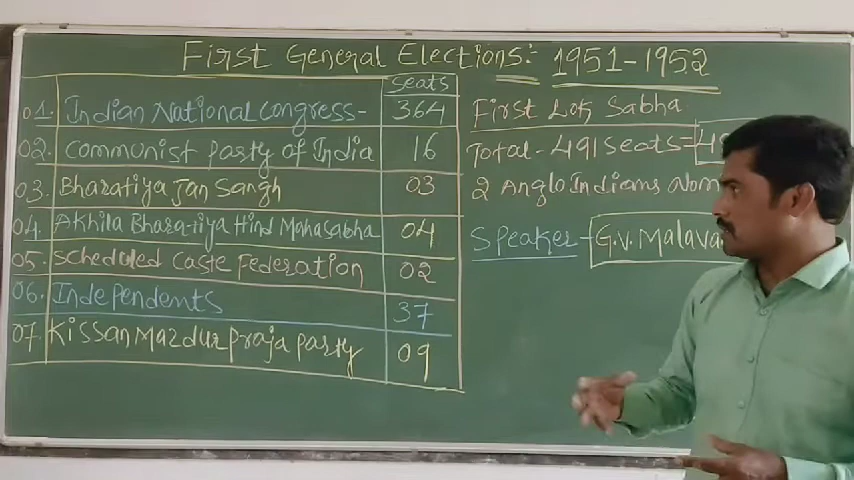 First General Elections:- 1951-1952
Seats
01. Indian National Congress- 364
02. Communist Party of India 16
03. Bharatiya Jan Sangh 03
04. Akhila Bharatiya Hind Mahasabha 04
05. Scheduled Caste Federation 02
06. Independents 37
07. Kissan Mazdur Praja Party 09
First Lok Sabha
Total - 491 Seats =
2 Anglo Indians
Speaker - G.V. Malava